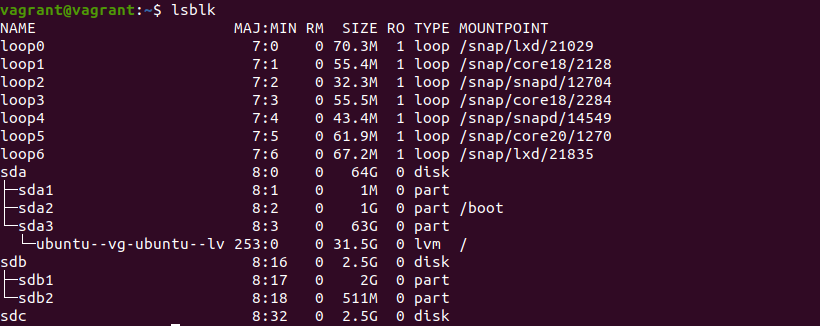 vagrant@vagrant:~$ lsblk
NAME                      MAJ:MIN RM  SIZE RO TYPE MOUNTPOINT
loop0                       7:0    0 70.3M  1 loop /snap/lxd/21029
loop1                       7:1    0 55.4M  1 loop /snap/core18/2128
loop2                       7:2    0 32.3M  1 loop /snap/snapd/12704
loop3                       7:3    0 55.5M  1 loop /snap/core18/2284
loop4                       7:4    0 43.4M  1 loop /snap/snapd/14549
loop5                       7:5    0 61.9M  1 loop /snap/core20/1270
loop6                       7:6    0 67.2M  1 loop /snap/lxd/21835
sda                         8:0    0   64G  0 disk
├─sda1                      8:1    0    1M  0 part
├─sda2                      8:2    0    1G  0 part /boot
└─sda3                      8:3    0   63G  0 part
  └─ubuntu--vg-ubuntu--lv 253:0    0 31.5G  0 lvm  /
sdb                         8:16   0  2.5G  0 disk
├─sdb1                      8:17   0    2G  0 part
└─sdb2                      8:18   0  511M  0 part
sdc                         8:32   0  2.5G  0 disk